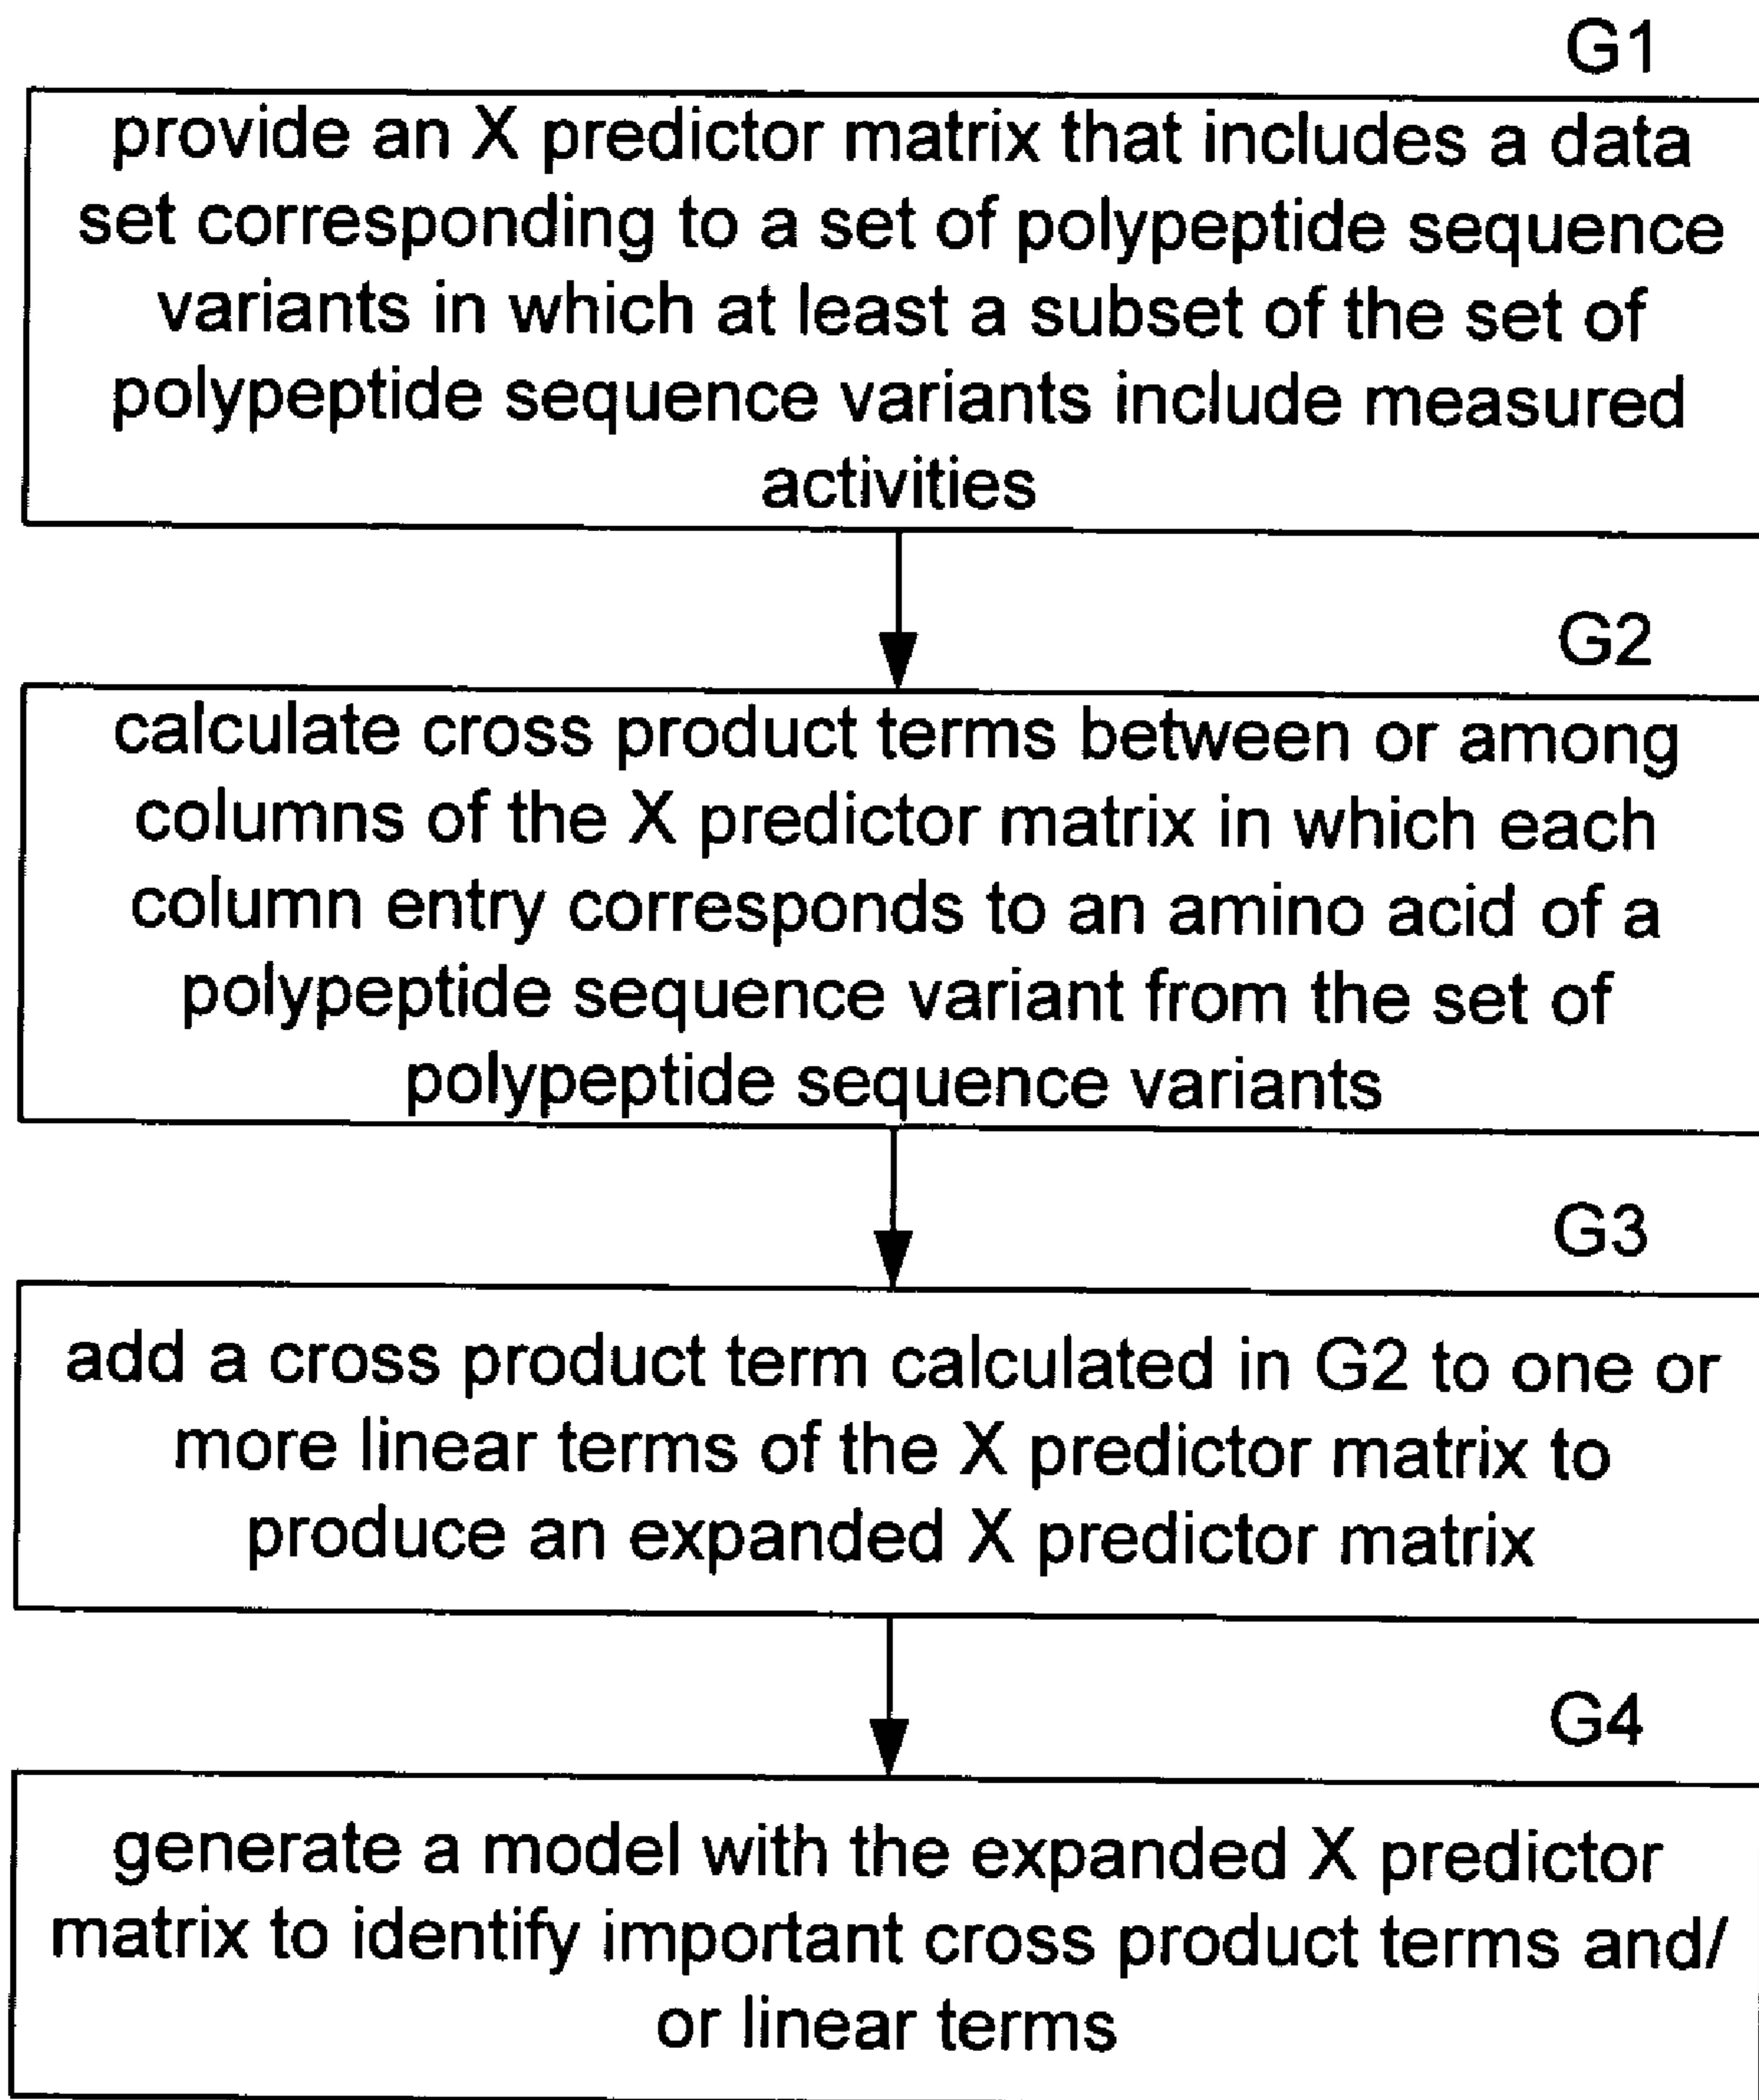 G1
provide an X predictor matrix that includes a data
set corresponding to a set of polypeptide sequence
variants in which at least a subset of the set of
polypeptide sequence variants include measured
activities
G2
calculate cross product terms between or among
columns of the X predictor matrix in which each
column entry corresponds to an amino acid of a
polypeptide sequence variant from the set of
polypeptide sequence variants
G3
add a cross product term calculated in G2 to one or
more linear terms of the X predictor matrix to
produce an expanded X predictor matrix
G4
generate a model with the expanded X predictor
matrix to identify important cross product terms and/
or linear terms